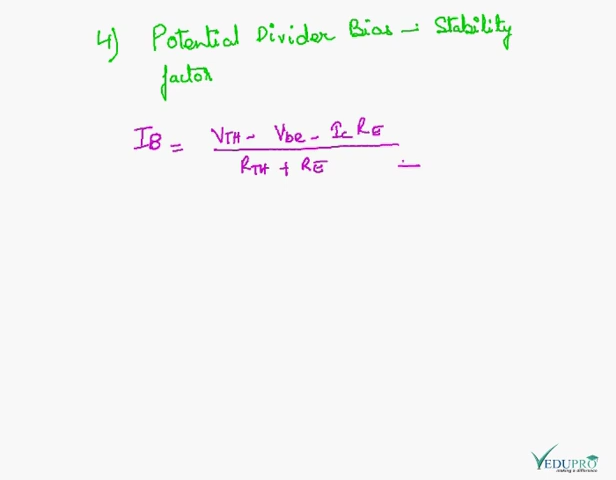 4) Potential Divider Bias - Stability
factor
IB = VTH - Vbe - Ic RE
RTH + RE
VEDUPRO
making a difference